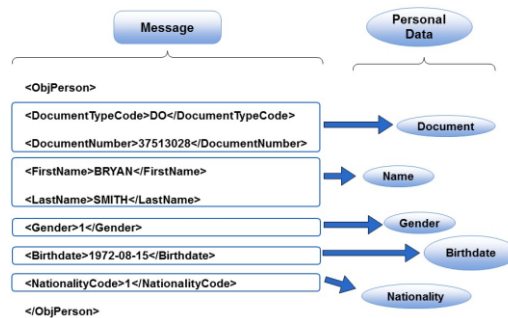 Message
Personal
Data
<ObjPerson>
<DocumentTypeCode>DO</DocumentTypeCode>
<DocumentNumber>37513028</DocumentNumber>
Document
<FirstName>BRYAN</FirstName>
Name
<LastName>SMITH</LastName>
<Gender>1</Gender>
Gender
<Birthdate>1972-08-15</Birthdate>
Birthdate
<NationalityCode>1</NationalityCode>
Nationality
</ObjPerson>